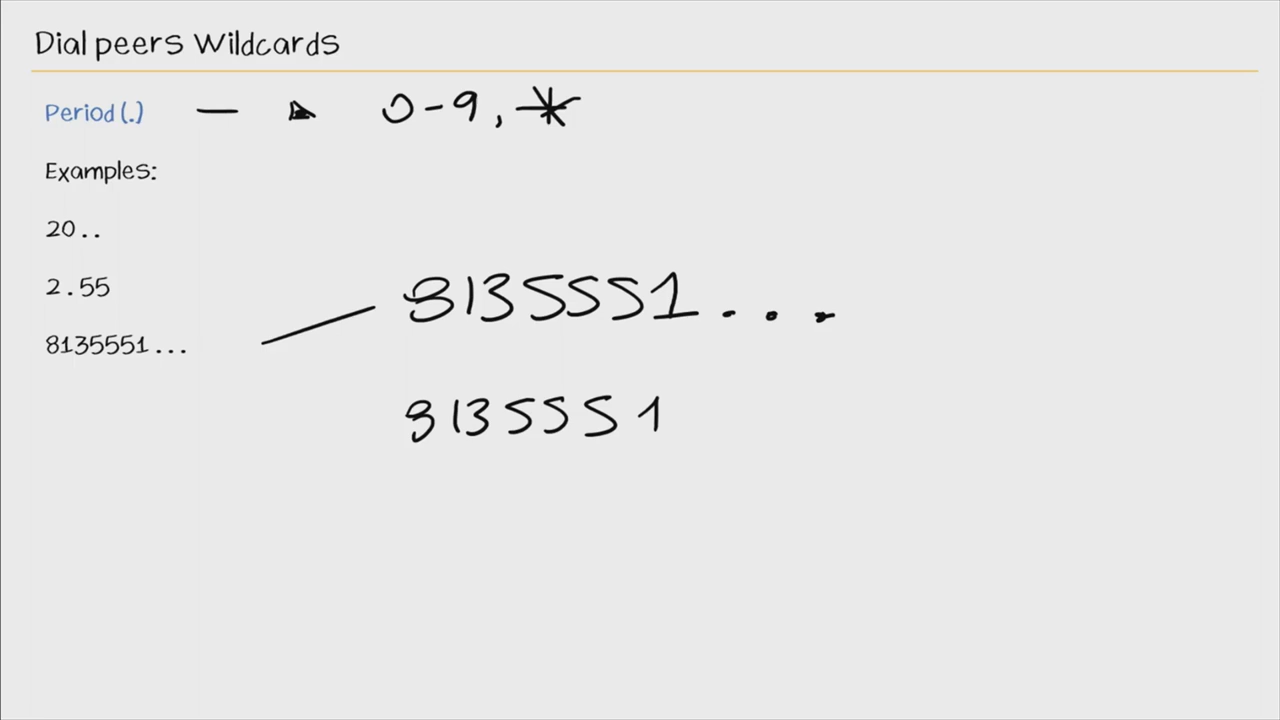 Dial peers Wildcards
Period (.) — ▶ 0-9, *
Examples:
20..
2.55
8135551...
8135551...
8135551